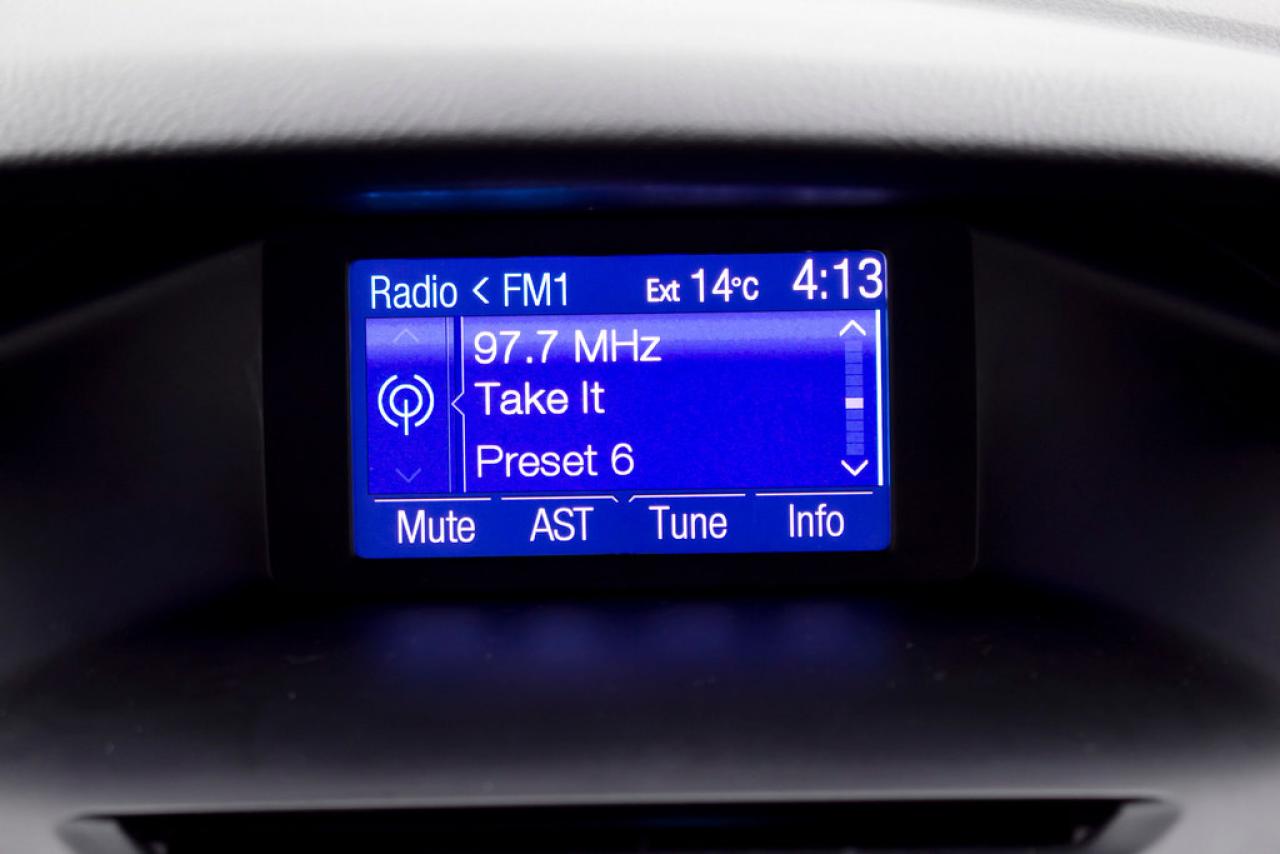 Radio < FM1 Ext 14°C 4:13
97.7 MHz
Take It
Preset 6
Mute AST Tune Info